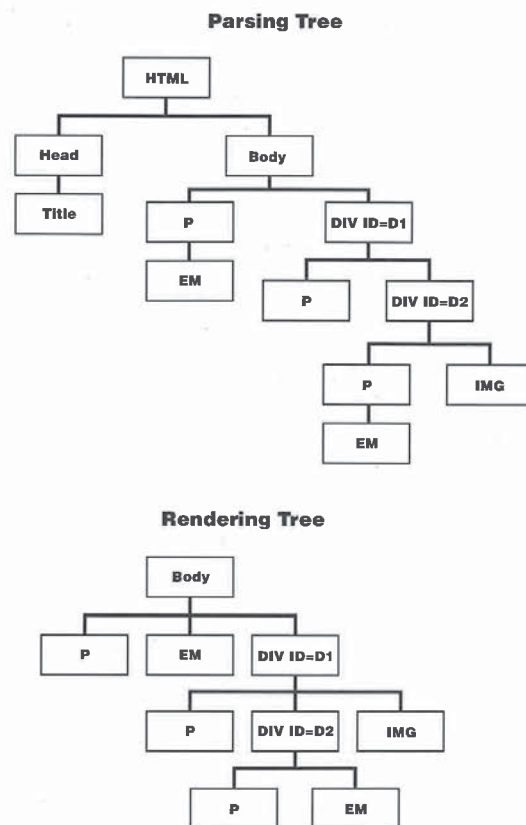 Parsing Tree
HTML
Head Body
Title P DIV ID=D1
EM P DIV ID=D2
P IMG
EM
Rendering Tree
Body
P EM DIV ID=D1
P DIV ID=D2 IMG
P EM